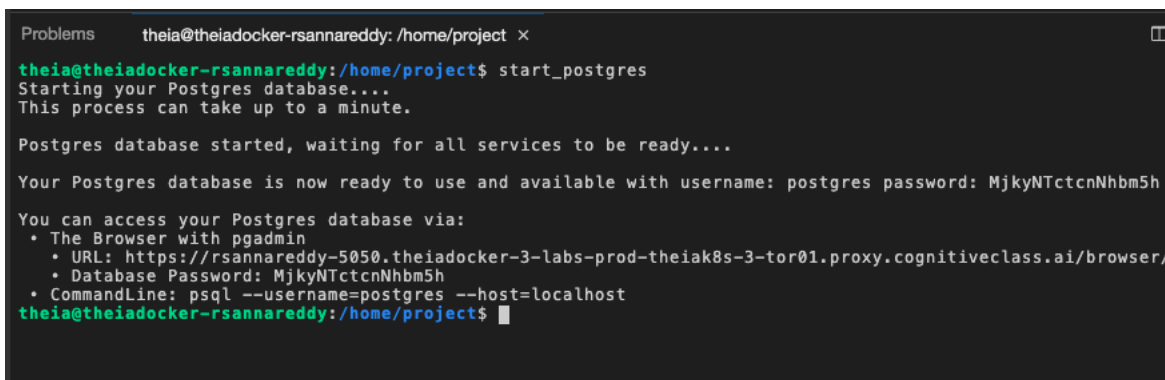 Problems theia@theiadocker-rsannareddy: /home/project ×
theia@theiadocker-rsannareddy:/home/project$ start_postgres
Starting your Postgres database....
This process can take up to a minute.
Postgres database started, waiting for all services to be ready....
Your Postgres database is now ready to use and available with username: postgres password: MjkyNTctcnNhbm5h
You can access your Postgres database via:
• The Browser with pgadmin
• URL: https://rsannareddy-5050.theiadocker-3-labs-prod-theiak8s-3-tor01.proxy.cognitiveclass.ai/browser/
• Database Password: MjkyNTctcnNhbm5h
• CommandLine: psql --username=postgres --host=localhost
theia@theiadocker-rsannareddy:/home/project$